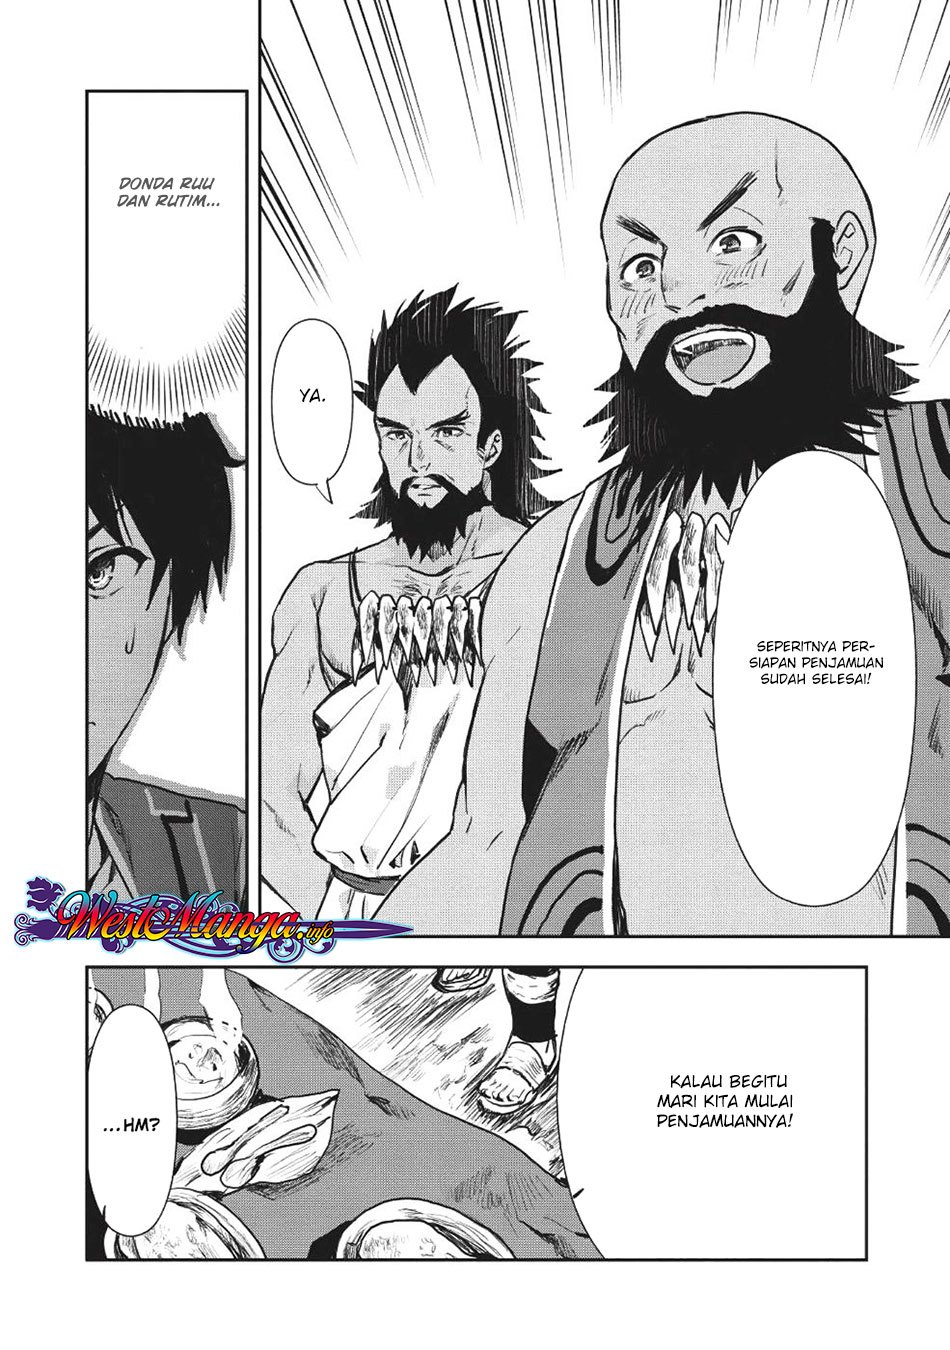 SEPERITNYA PER-
SIAPAN PENJAMUAN
SUDAH SELESAI!
YA.
DONDA RUU
DAN RUTIM...
WestManga.info
KALAU BEGITU
MARI KITA MULAI
PENJAMUANNYA!
...HM?